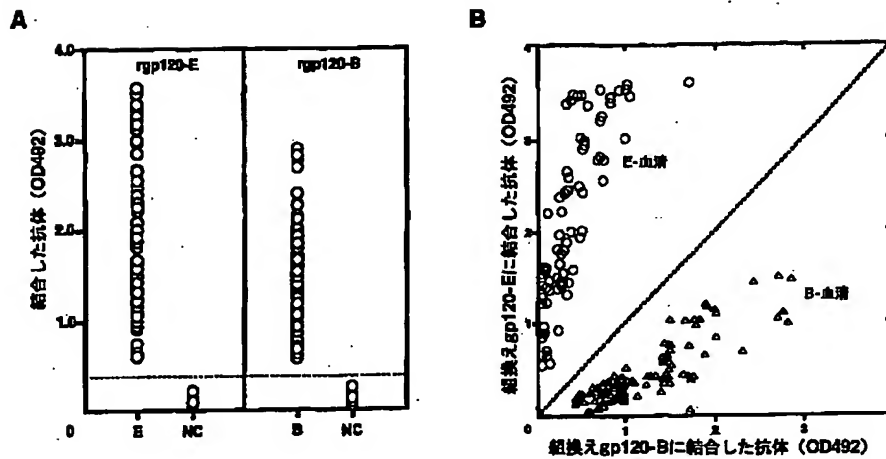 A
4.0
rgp120-E
rgp120-B
3.0
2.0
1.0
0
結合した抗体 (OD492)
E
NC
B
NC
B
4
3
2
1
E-血清
B-血清
組換えgp120-Eに結合した抗体 (OD492)
0
1
2
3
組換えgp120-Bに結合した抗体 (OD492)